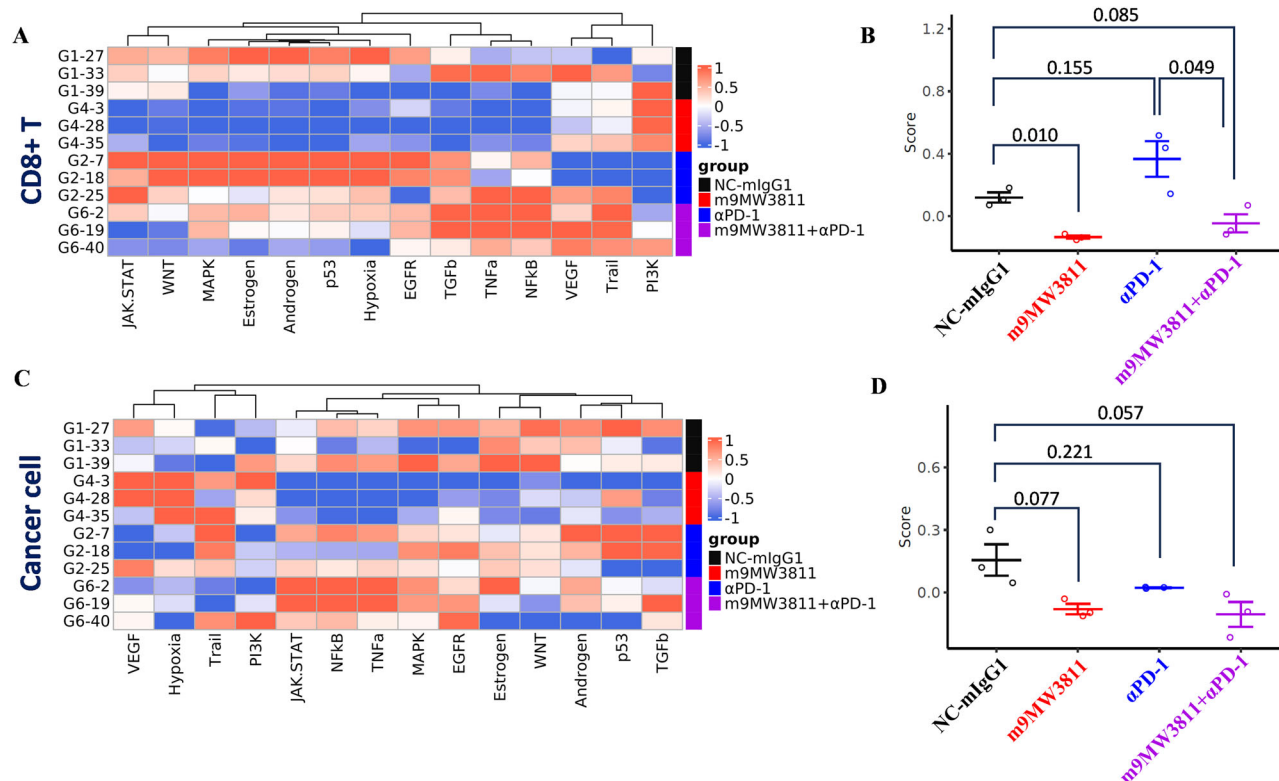 A
CD8+ T
G1-27
G1-33
G1-39
G4-3
G4-28
G4-35
G2-7
G2-18
G2-25
G6-2
G6-19
G6-40
JAK.STAT
WNT
MAPK
Estrogen
Androgen
p53
Hypoxia
EGFR
TGFb
TNFa
NFkB
VEGF
Trail
PI3K
1
0.5
0
-0.5
-1
group
NC-mIgG1
m9MW3811
αPD-1
m9MW3811+αPD-1
B
Score
1.2
0.8
0.4
0.0
0.085
0.155
0.049
0.010
NC-mIgG1
m9MW3811
αPD-1
m9MW3811+αPD-1
C
Cancer cell
G1-27
G1-33
G1-39
G4-3
G4-28
G4-35
G2-7
G2-18
G2-25
G6-2
G6-19
G6-40
VEGF
Hypoxia
Trail
PI3K
JAK.STAT
NFkB
TNFa
MAPK
EGFR
Estrogen
WNT
Androgen
p53
TGFb
1
0.5
0
-0.5
-1
group
NC-mIgG1
m9MW3811
αPD-1
m9MW3811+αPD-1
D
Score
0.6
0.3
0.0
0.057
0.221
0.077
NC-mIgG1
m9MW3811
αPD-1
m9MW3811+αPD-1